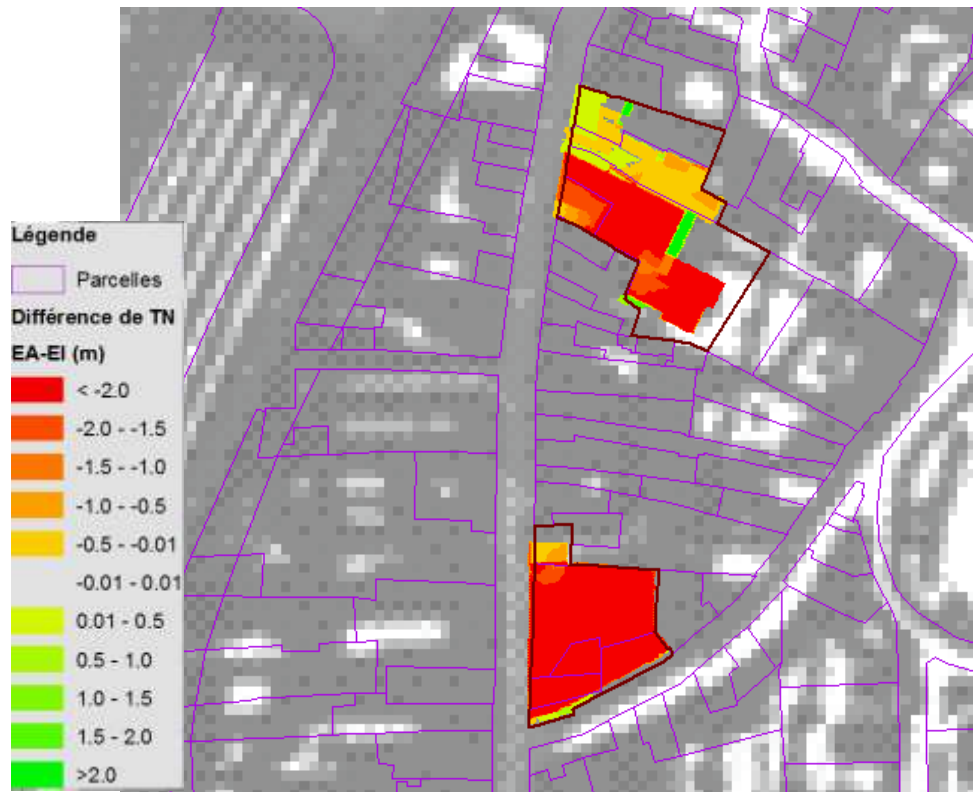 Légende
Parcelles
Différence de TN
EA-EI (m)
< -2.0
-2.0 - -1.5
-1.5 - -1.0
-1.0 - -0.5
-0.5 - -0.01
-0.01 - 0.01
0.01 - 0.5
0.5 - 1.0
1.0 - 1.5
1.5 - 2.0
>2.0